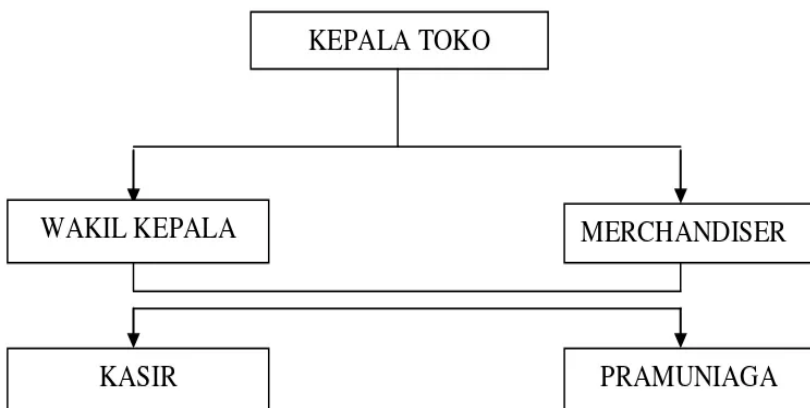 KEPALA TOKO
WAKIL KEPALA
MERCHANDISER
KASIR
PRAMUNIAGA